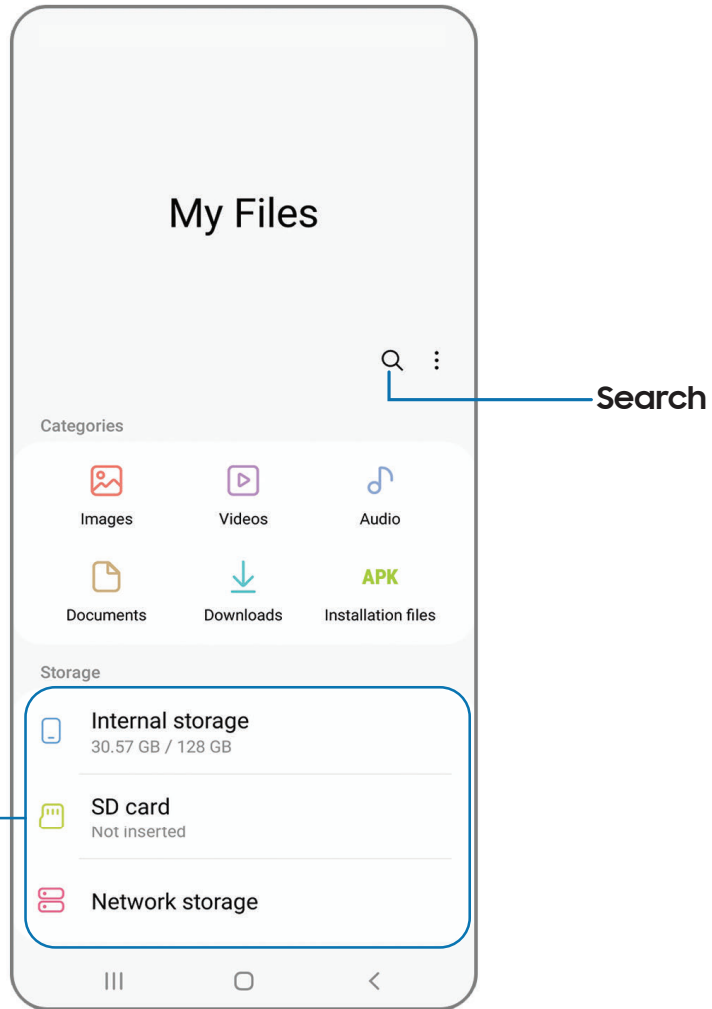 My Files
Search
Categories
Images Videos Audio
APK
Documents Downloads Installation files
Storage
Internal storage
30.57 GB / 128 GB
SD card
Not inserted
Network storage